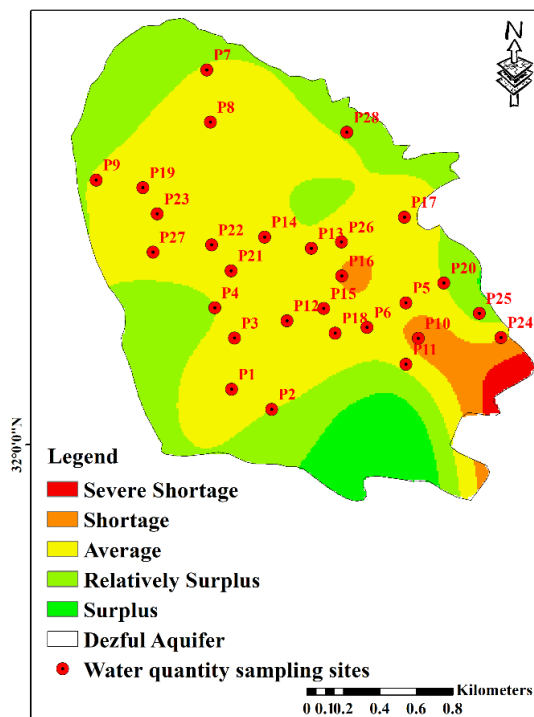 N
P7
P8
P28
P9
P19
P23
P17
P14
P26
P22
P13
P27
P21
P16
P20
P4
P15
P5
P25
P12
P6
P3
P18
P10
P24
P11
P1
P2
32°0'0"N
Legend
Severe Shortage
Shortage
Average
Relatively Surplus
Surplus
Dezful Aquifer
Water quantity sampling sites
Kilometers
0 0.10.2 0.4 0.6 0.8